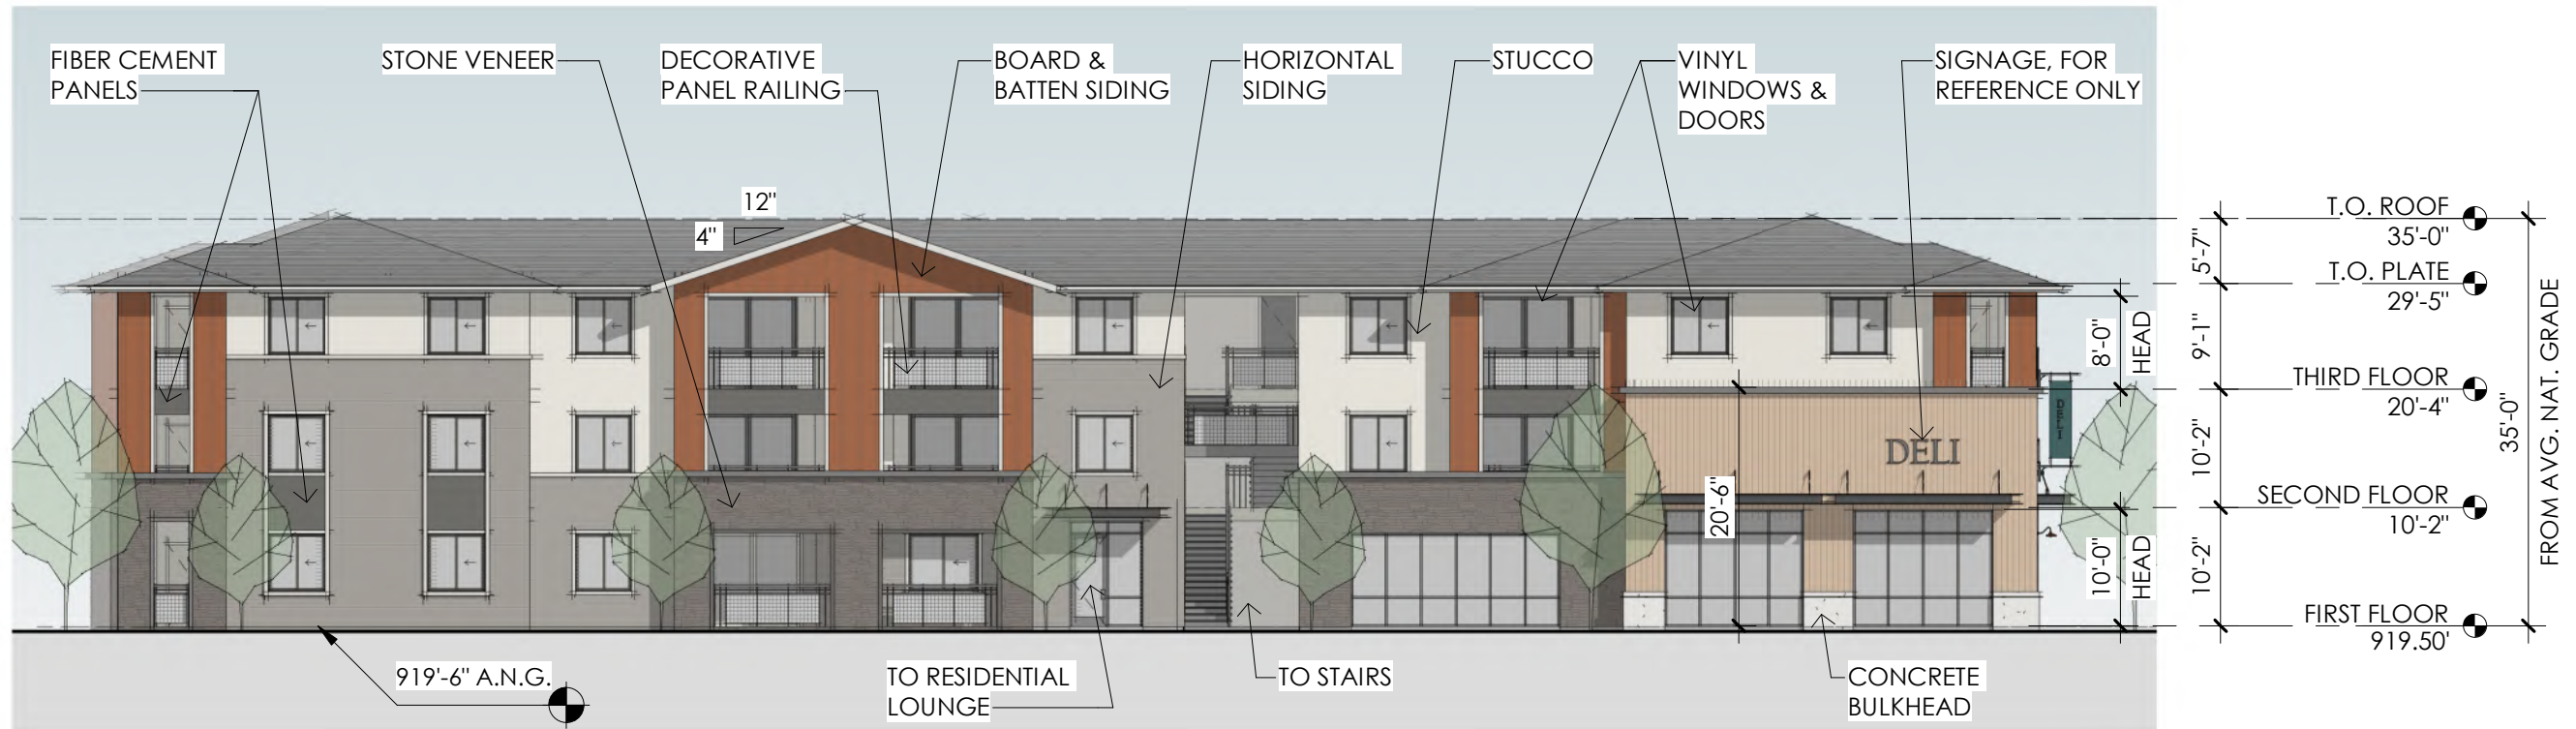 FIBER CEMENT
PANELS
STONE VENEER
DECORATIVE
PANEL RAILING
BOARD &
BATTEN SIDING
HORIZONTAL
SIDING
STUCCO
VINYL
WINDOWS &
DOORS
SIGNAGE, FOR
REFERENCE ONLY
12"
4"
T.O. ROOF
35'-0"
5'-7"
T.O. PLATE
29'-5"
8'-0"
HEAD
9'-1"
THIRD FLOOR
20'-4"
DELI
DELI
10'-2"
35'-0"
FROM AVG. NAT. GRADE
20'-6"
SECOND FLOOR
10'-2"
10'-0"
HEAD
10'-2"
FIRST FLOOR
919.50'
919'-6" A.N.G.
TO RESIDENTIAL
LOUNGE
TO STAIRS
CONCRETE
BULKHEAD